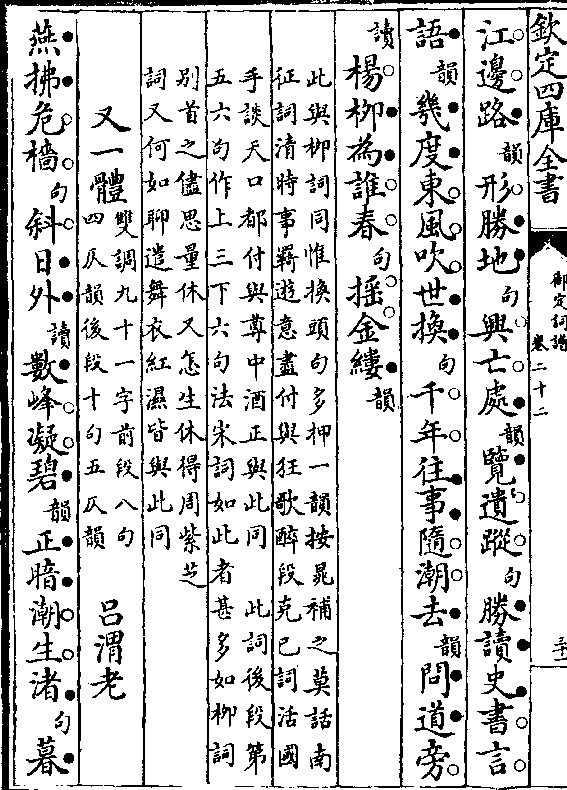 欽定四庫全書
御定詞譜
卷二十二
三十一
江邊路韻形勝地句興亡處韻覽遺蹤句勝讀史書言
語韻幾度東風吹世換句千年往事隨潮去韻問道旁
讀楊柳為誰春句搖金縷韻
此與柳詞同惟換頭句多押一韻按晁補之莫話南
征詞清時事羈遊意盡付與狂歌醉段克己詞活國
手談天口都付與尊中酒正與此同 此詞後段第
五六句作上三下六句法宋詞如此者甚多如柳詞
別首之儘思量休又怎生休得周紫芝
詞又何如聊遣舞衣紅濕皆與此同
又一體
雙調九十一字前段八句
四仄韻後段十句五仄韻
呂渭老
燕拂危檣句斜日外讀數峰凝碧韻正暗潮生渚句暮